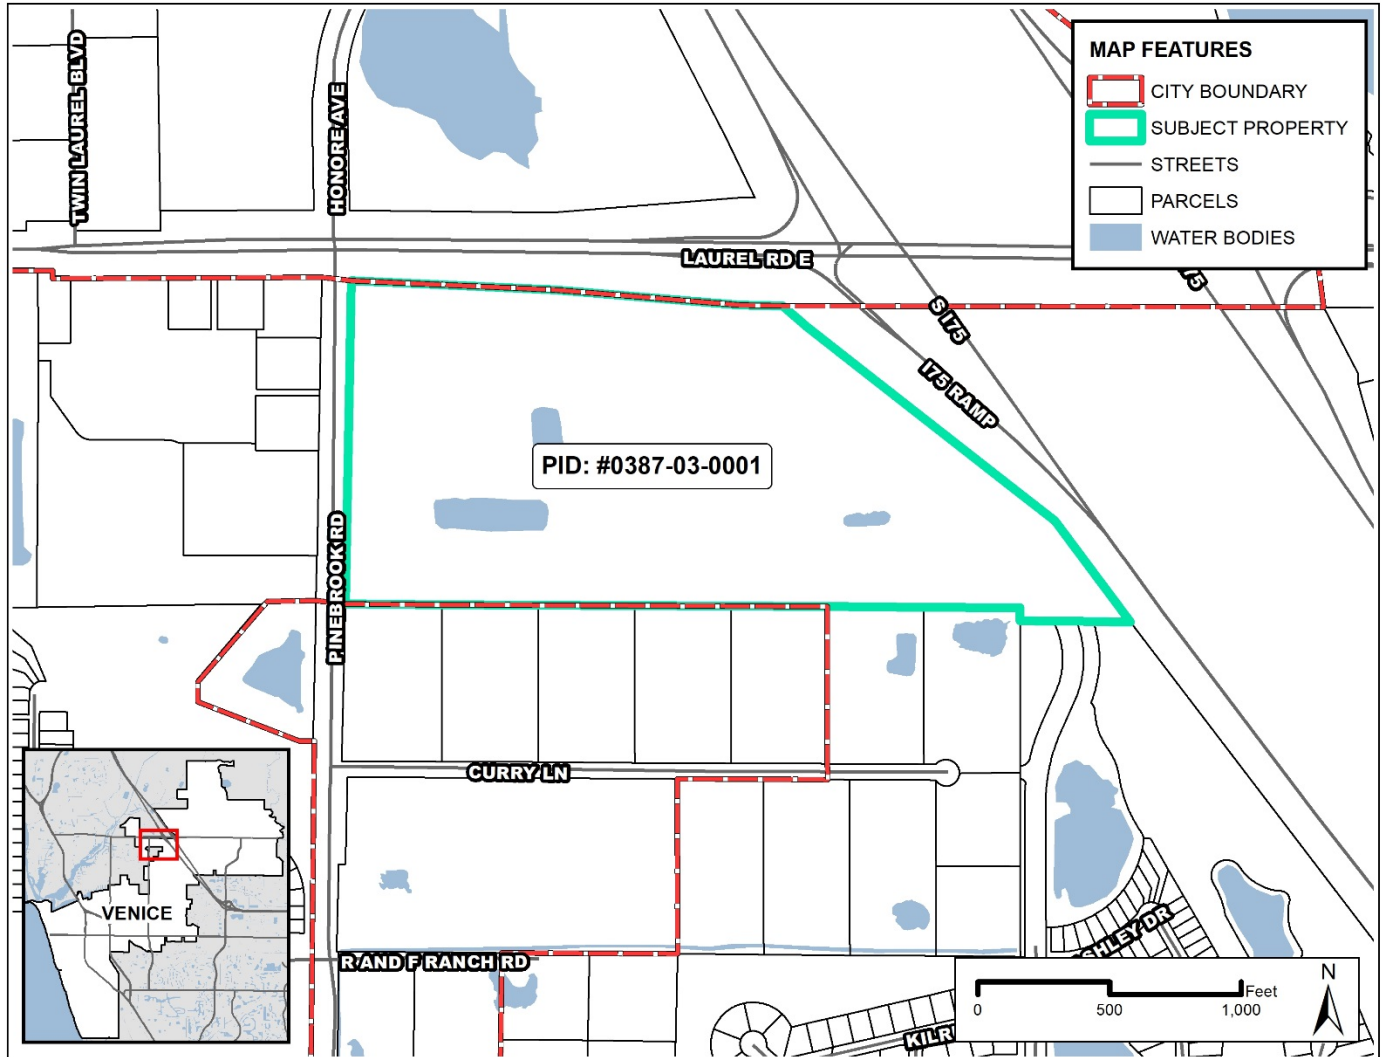 TWIN LAUREL BLVD
HONORE AVE
MAP FEATURES
CITY BOUNDARY
SUBJECT PROPERTY
STREETS
PARCELS
WATER BODIES
LAUREL RD E
S I75
I75 RAMP
PID: #0387-03-0001
PINEBROOK RD
CURRY LN
VENICE
R AND F RANCH RD
DR
0 500 1,000
Feet
N